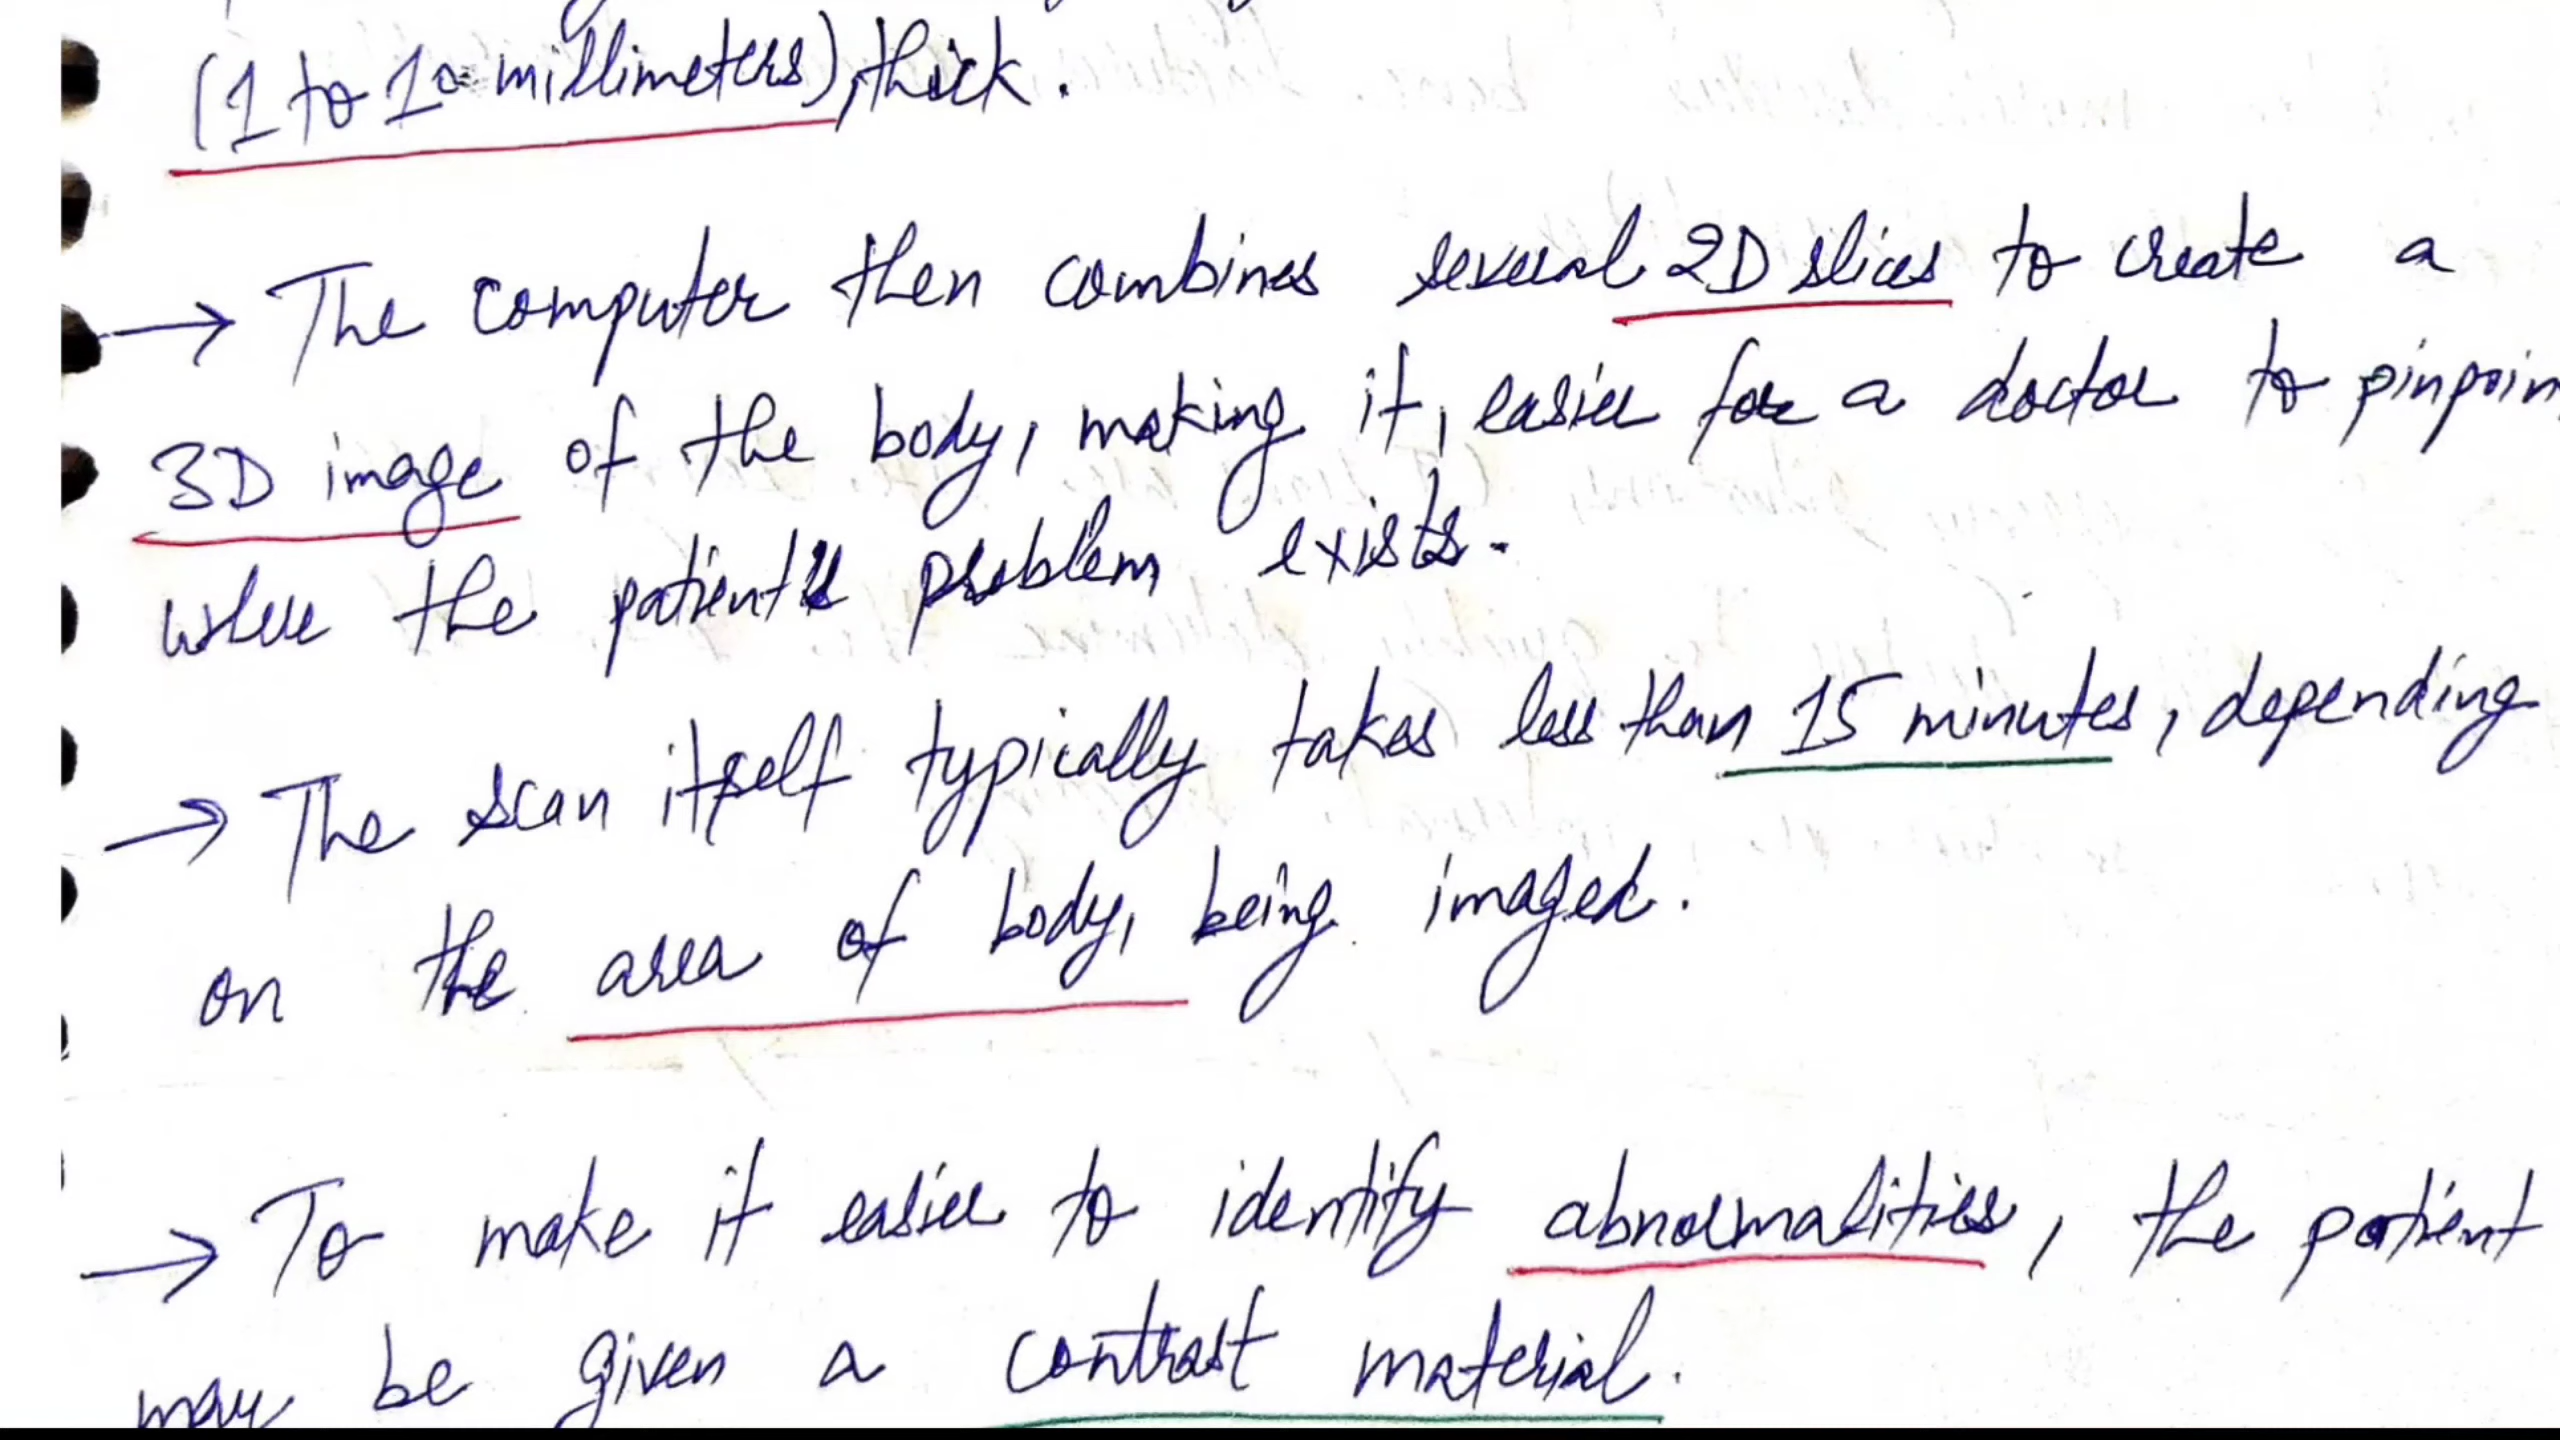 (1 to 10 millimeters), thick.
→ The computer then combines several 2D slices to create a
3D image of the body, making it, easier for a doctor to pinpoin
where the patient's problem exists.
→ The scan itself typically takes less than 15 minutes, depending
on the area of body, being imaged.
→ To make it easier to identify abnormalities, the patient
may be given a contrast material.